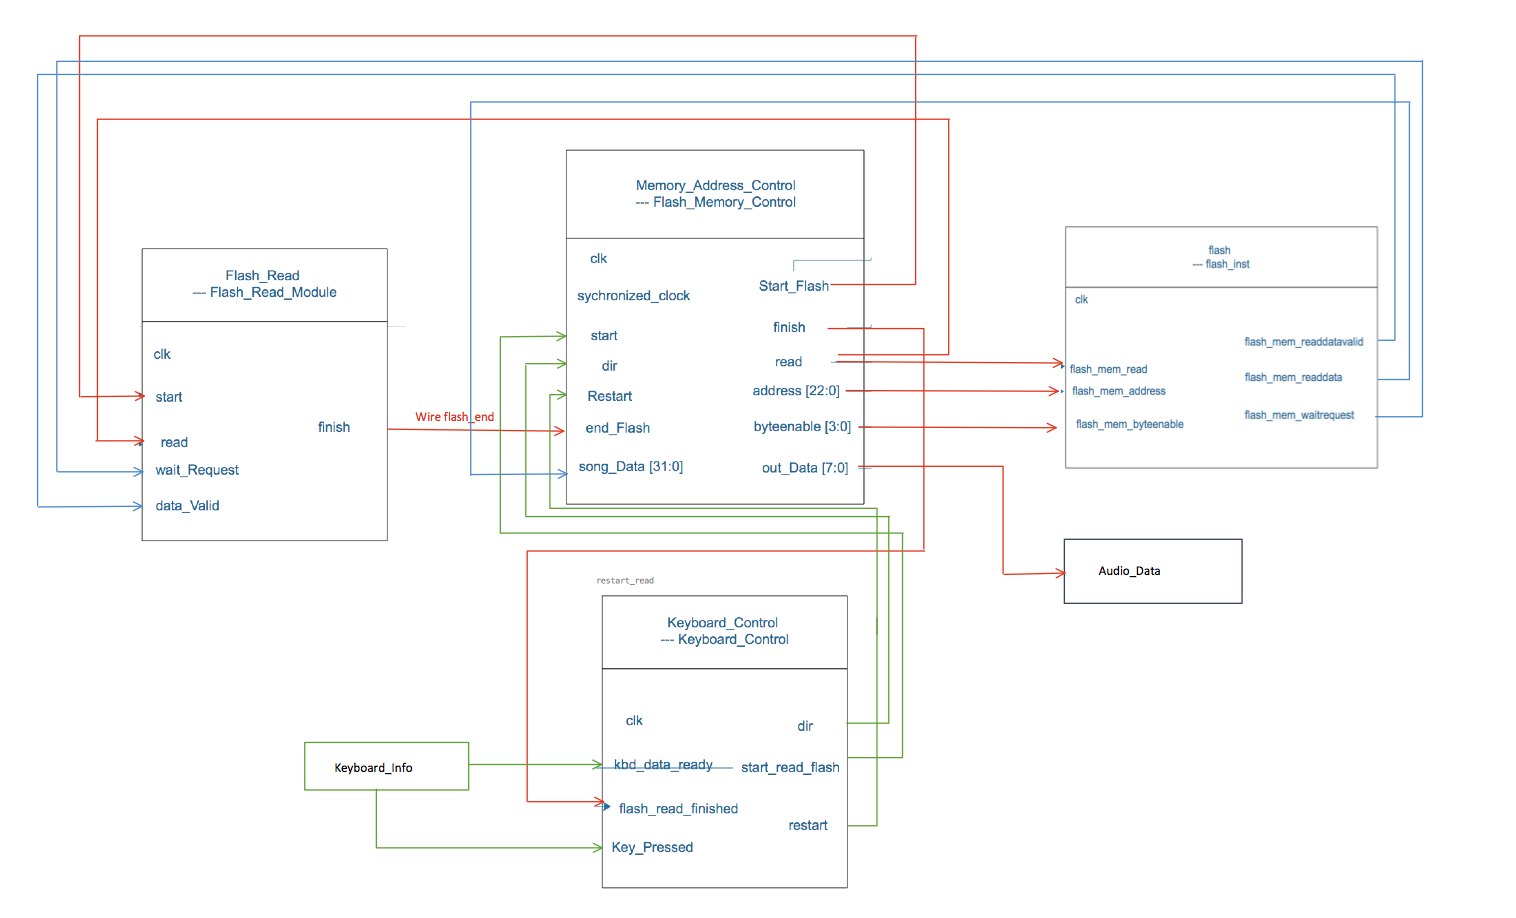 Memory_Address_Control
--- Flash_Memory_Control
clk
sychronized_clock
start
dir
Restart
end_Flash
song_Data [31:0]
Start_Flash
finish
read
address [22:0]
byteenable [3:0]
out_Data [7:0]
Flash_Read
--- Flash_Read_Module
clk
start
read
wait_Request
data_Valid
finish
Wire flash_end
flash
--- flash_inst
clk
flash_mem_read
flash_mem_address
flash_mem_byteenable
flash_mem_readdatavalid
flash_mem_readdata
flash_mem_waitrequest
Audio_Data
restart_read
Keyboard_Control
--- Keyboard_Control
clk
kbd_data_ready
flash_read_finished
Key_Pressed
dir
start_read_flash
restart
Keyboard_Info